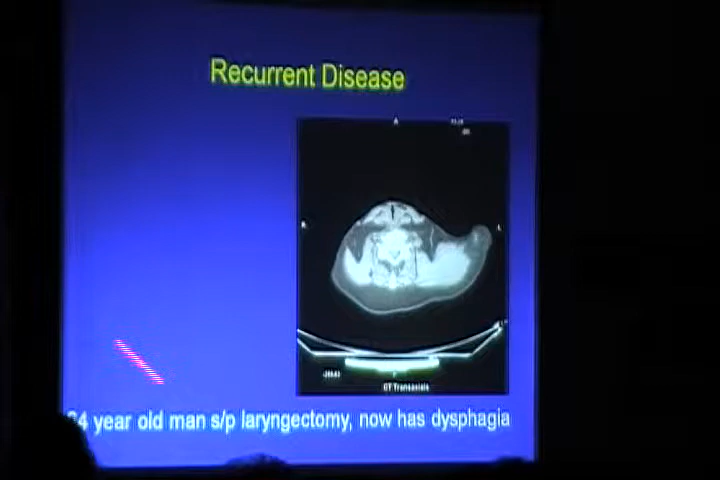 Recurrent Disease
A
CT Transaxials
year old man s/p laryngectomy, now has dysphagia